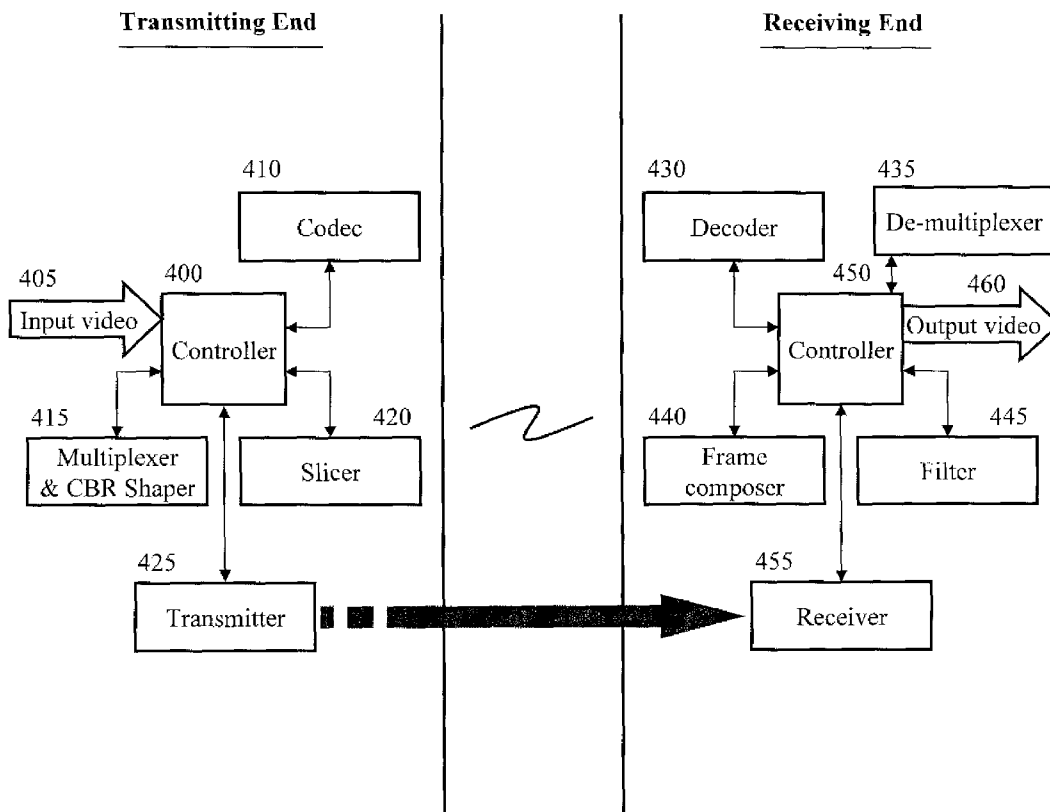 Transmitting End
Receiving End
410
Codec
430
Decoder
435
De-multiplexer
405
Input video
400
Controller
450
Controller
460
Output video
415
Multiplexer
& CBR Shaper
420
Slicer
440
Frame
composer
445
Filter
425
Transmitter
455
Receiver